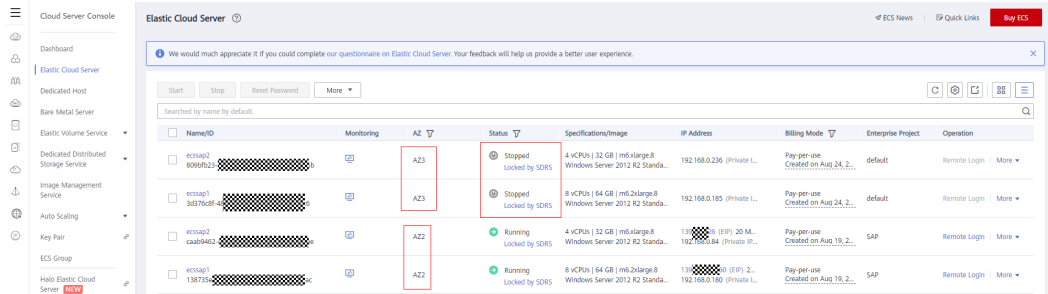 Cloud Server Console
Elastic Cloud Server
ECS News
Quick Links
Buy ECS
Dashboard
Elastic Cloud Server
Dedicated Host
Bare Metal Server
Elastic Volume Service
Dedicated Distributed
Storage Service
Image Management
Service
Auto Scaling
Key Pair
ECS Group
Halo Elastic Cloud
Server NEW
We would much appreciate it if you could complete our questionnaire on Elastic Cloud Server. Your feedback will help us provide a better user experience.
Start Stop Reset Password More
Searched by name by default.
Name/ID Monitoring AZ Status Specifications/Image IP Address Billing Mode Enterprise Project Operation
ecssap2 AZ3 Stopped 4 vCPUs | 32 GB | m6.xlarge.8 192.168.0.236 (Private I... Pay-per-use default Remote Login More
809bfb23- b Locked by SDRS Windows Server 2012 R2 Standa... Created on Aug 24, 2...
ecssap1 AZ3 Stopped 8 vCPUs | 64 GB | m6.2xlarge.8 192.168.0.185 (Private I... Pay-per-use default Remote Login More
3d376c8f-4 Locked by SDRS Windows Server 2012 R2 Standa... Created on Aug 24, 2...
ecssap2 AZ2 Running 4 vCPUs | 32 GB | m6.xlarge.8 139 (EIP) 20 M... Pay-per-use SAP Remote Login More
caab9462- e Locked by SDRS Windows Server 2012 R2 Standa... 192.168.0.84 (Private IP... Created on Aug 19, 2...
ecssap1 AZ2 Running 8 vCPUs | 64 GB | m6.2xlarge.8 139 (EIP) 2... Pay-per-use SAP Remote Login More
138735 ac Locked by SDRS Windows Server 2012 R2 Standa... 192.168.0.180 (Private I... Created on Aug 19, 2...